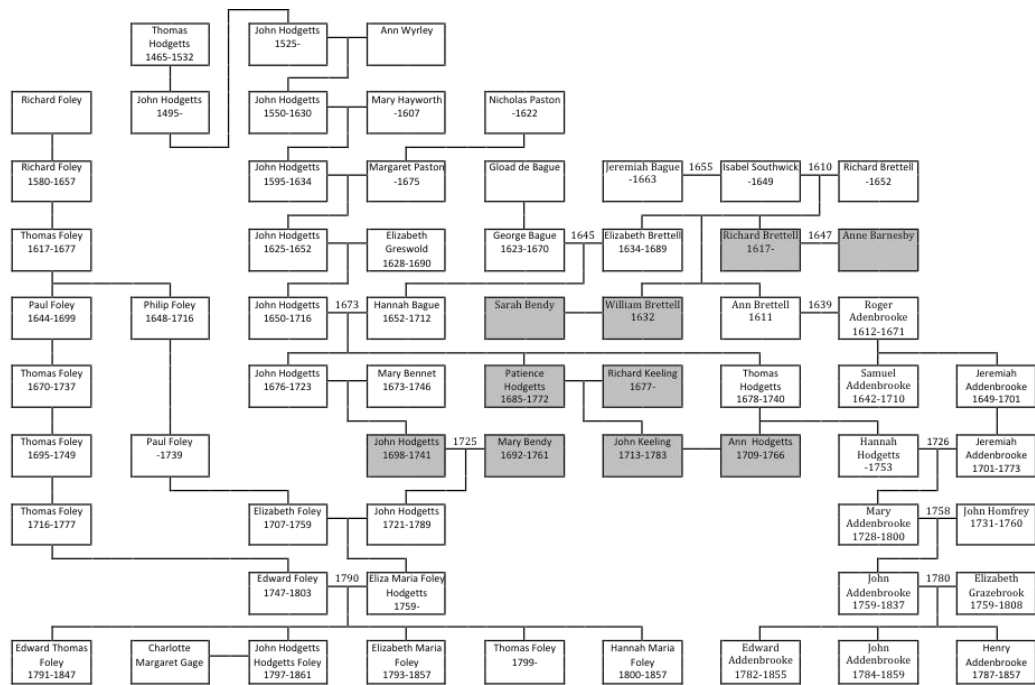 Thomas
Hodgetts
1465-1532
John Hodgetts
1525-
Ann Wyrley
Richard Foley
John Hodgetts
1495-
John Hodgetts
1550-1630
Mary Hayworth
-1607
Nicholas Paston
-1622
Richard Foley
1580-1657
John Hodgetts
1595-1634
Margaret Paston
-1675
Gload de Bague
Jeremiah Bague
-1663
1655
Isabel Southwick
-1649
1610
Richard Brettell
-1652
Thomas Foley
1617-1677
John Hodgetts
1625-1652
Elizabeth
Greswold
1628-1690
George Bague
1623-1670
1645
Elizabeth Brettell
1634-1689
Richard Brettell
1617-
1647
Anne Barnesby
Paul Foley
1644-1699
Philip Foley
1648-1716
John Hodgetts
1650-1716
1673
Hannah Bague
1652-1712
Sarah Bendy
William Brettell
1632
Ann Brettell
1611
1639
Roger
Adenbrooke
1612-1671
Thomas Foley
1670-1737
John Hodgetts
1676-1723
Mary Bennet
1673-1746
Patience
Hodgetts
1685-1772
Richard Keeling
1677-
Thomas
Hodgetts
1678-1740
Samuel
Addenbrooke
1642-1710
Jeremiah
Addenbrooke
1649-1701
Thomas Foley
1695-1749
Paul Foley
-1739
John Hodgetts
1698-1741
1725
Mary Bendy
1692-1761
John Keeling
1713-1783
Ann Hodgetts
1709-1766
Hannah
Hodgetts
-1753
1726
Jeremiah
Addenbrooke
1701-1773
Thomas Foley
1716-1777
Elizabeth Foley
1707-1759
John Hodgetts
1721-1789
Mary
Addenbrooke
1728-1800
1758
John Homfrey
1731-1760
Edward Foley
1747-1803
1790
Eliza Maria Foley
Hodgetts
1759-
John
Addenbrooke
1759-1837
1780
Elizabeth
Grazebrook
1759-1808
Edward Thomas
Foley
1791-1847
Charlotte
Margaret Gage
John Hodgetts
Hodgetts Foley
1797-1861
Elizabeth Maria
Foley
1793-1857
Thomas Foley
1799-
Hannah Maria
Foley
1800-1857
Edward
Addenbrooke
1782-1855
John
Addenbrooke
1784-1859
Henry
Addenbrooke
1787-1857